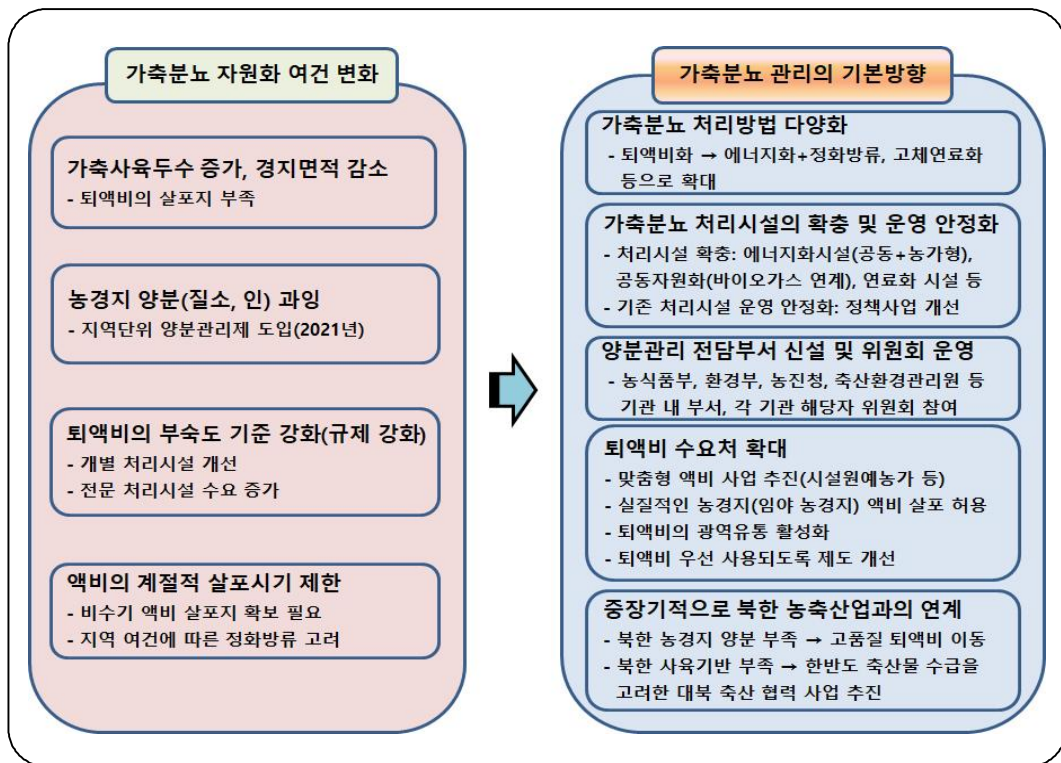 가축분뇨 자원화 여건 변화
가축사육두수 증가, 경지면적 감소
- 퇴액비의 살포지 부족
농경지 양분(질소, 인) 과잉
- 지역단위 양분관리제 도입(2021년)
퇴액비의 부숙도 기준 강화(규제 강화)
- 개별 처리시설 개선
- 전문 처리시설 수요 증가
액비의 계절적 살포시기 제한
- 비수기 액비 살포지 확보 필요
- 지역 여건에 따른 정화방류 고려
가축분뇨 관리의 기본방향
가축분뇨 처리방법 다양화
- 퇴액비화 → 에너지화+정화방류, 고체연료화
등으로 확대
가축분뇨 처리시설의 확충 및 운영 안정화
- 처리시설 확충: 에너지화시설(공동+농가형),
공동자원화(바이오가스 연계), 연료화 시설 등
- 기존 처리시설 운영 안정화: 정책사업 개선
양분관리 전담부서 신설 및 위원회 운영
- 농식품부, 환경부, 농진청, 축산환경관리원 등
기관 내 부서, 각 기관 해당자 위원회 참여
퇴액비 수요처 확대
- 맞춤형 액비 사업 추진(시설원예농가 등)
- 실질적인 농경지(임야 농경지) 액비 살포 허용
- 퇴액비의 광역유통 활성화
- 퇴액비 우선 사용되도록 제도 개선
중장기적으로 북한 농축산업과의 연계
- 북한 농경지 양분 부족 → 고품질 퇴액비 이동
- 북한 사육기반 부족 → 한반도 축산물 수급을
고려한 대북 축산 협력 사업 추진